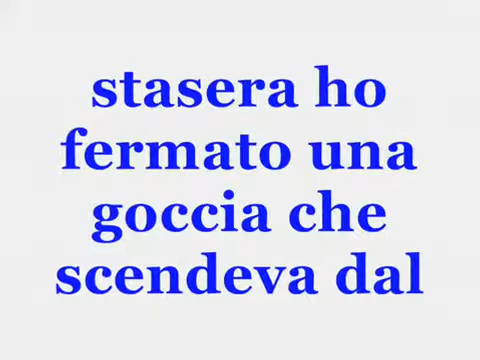 stasera ho
fermato una
goccia che
scendeva dal